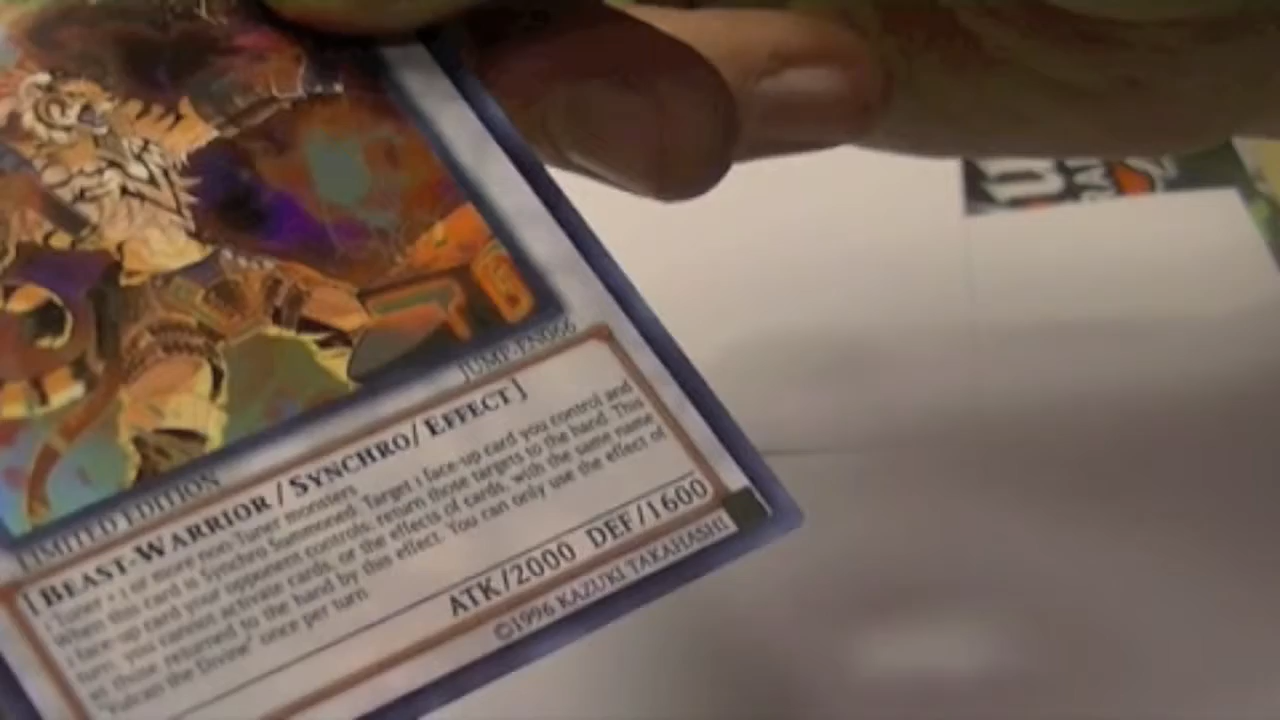 JUMP-EN066
LIMITED EDITION
[BEAST-WARRIOR/SYNCHRO/EFFECT]
1 Tuner + 1 or more non-Tuner monsters
When this card is Synchro Summoned: Target 1 face-up card you control and
1 face-up card your opponent controls; return those targets to the hand. This
turn, you cannot activate cards, or the effects of cards, with the same name
as those returned to the hand by this effect. You can only use the effect of
"Vulcan the Divine" once per turn
ATK/2000 DEF/1600
©1996 KAZUKI TAKAHASHI